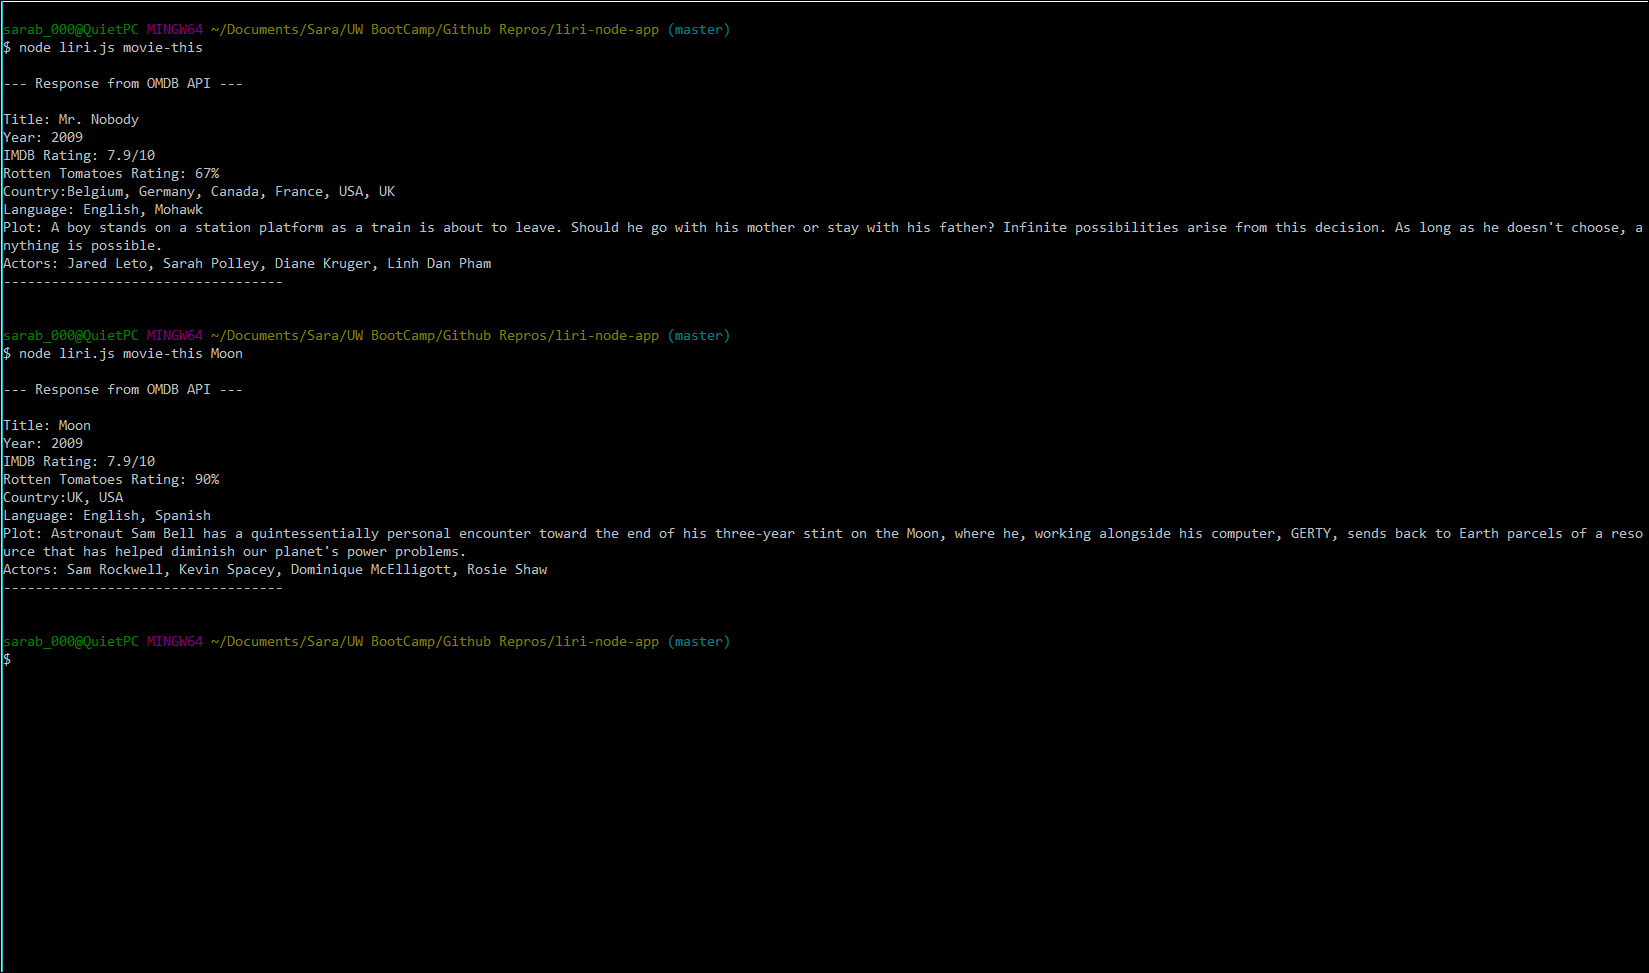 sarab_000@QuietPC MINGW64 ~/Documents/Sara/UW BootCamp/Github Repros/liri-node-app (master)
$ node liri.js movie-this
--- Response from OMDB API ---
Title: Mr. Nobody
Year: 2009
IMDB Rating: 7.9/10
Rotten Tomatoes Rating: 67%
Country:Belgium, Germany, Canada, France, USA, UK
Language: English, Mohawk
Plot: A boy stands on a station platform as a train is about to leave. Should he go with his mother or stay with his father? Infinite possibilities arise from this decision. As long as he doesn't choose, a
nything is possible.
Actors: Jared Leto, Sarah Polley, Diane Kruger, Linh Dan Pham
-----------------------------------
sarab_000@QuietPC MINGW64 ~/Documents/Sara/UW BootCamp/Github Repros/liri-node-app (master)
$ node liri.js movie-this Moon
--- Response from OMDB API ---
Title: Moon
Year: 2009
IMDB Rating: 7.9/10
Rotten Tomatoes Rating: 90%
Country:UK, USA
Language: English, Spanish
Plot: Astronaut Sam Bell has a quintessentially personal encounter toward the end of his three-year stint on the Moon, where he, working alongside his computer, GERTY, sends back to Earth parcels of a reso
urce that has helped diminish our planet's power problems.
Actors: Sam Rockwell, Kevin Spacey, Dominique McElligott, Rosie Shaw
-----------------------------------
sarab_000@QuietPC MINGW64 ~/Documents/Sara/UW BootCamp/Github Repros/liri-node-app (master)
$